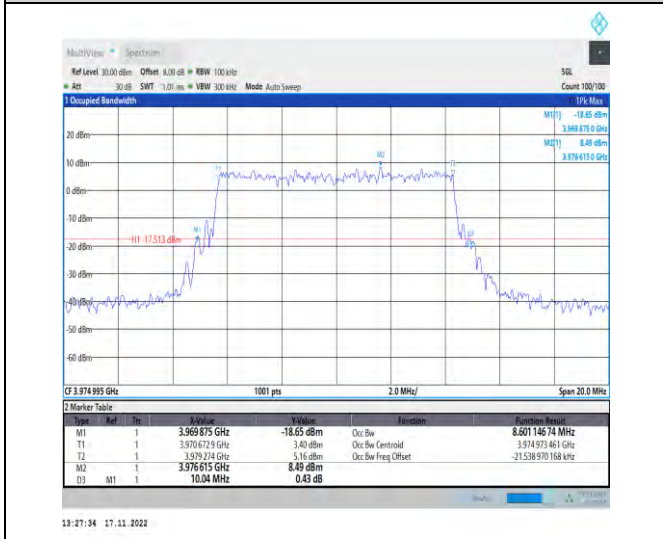 MultiView Spectrum
Ref Level 30.00 dBm Offset 8.09 dB RBW 100 kHz SGL
Att 30 dB SWT 1.01 ms VBW 300 kHz Mode Auto Sweep Count 100/100
1 Occupied Bandwidth 1Pk Max
M1[1] -18.65 dBm
3.969 875 0 GHz
M2[1] 8.49 dBm
3.976 615 0 GHz
20 dBm
10 dBm
M2
T1 T2
0 dBm
-10 dBm
M1 D3
H1 -17.513 dBm
-20 dBm
-30 dBm
-40 dBm
-50 dBm
-60 dBm
CF 3.974 995 GHz 1001 pts 2.0 MHz/ Span 20.0 MHz
2 Marker Table
Type Ref Trc X-Value Y-Value Function Function Result
M1 1 3.969 875 GHz -18.65 dBm Occ Bw 8.601 146 74 MHz
T1 1 3.970 672 9 GHz 3.40 dBm Occ Bw Centroid 3.974 973 461 GHz
T2 1 3.979 274 GHz 5.16 dBm Occ Bw Freq Offset -21.538 970 168 kHz
M2 1 3.976 615 GHz 8.49 dBm
D3 M1 1 10.04 MHz 0.43 dB
13:27:34 17.11.2022